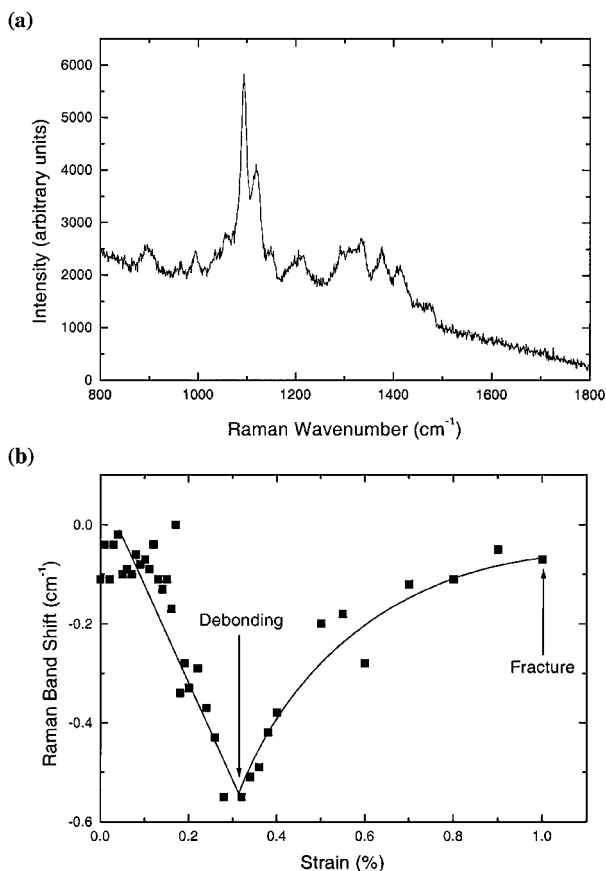 (a)
6000
5000
4000
3000
2000
1000
0
Intensity (arbitrary units)
800 1000 1200 1400 1600 1800
Raman Wavenumber (cm⁻¹)
(b)
0.0
-0.2
-0.4
-0.6
Raman Band Shift (cm⁻¹)
Debonding
Fracture
0.0 0.2 0.4 0.6 0.8 1.0
Strain (%)